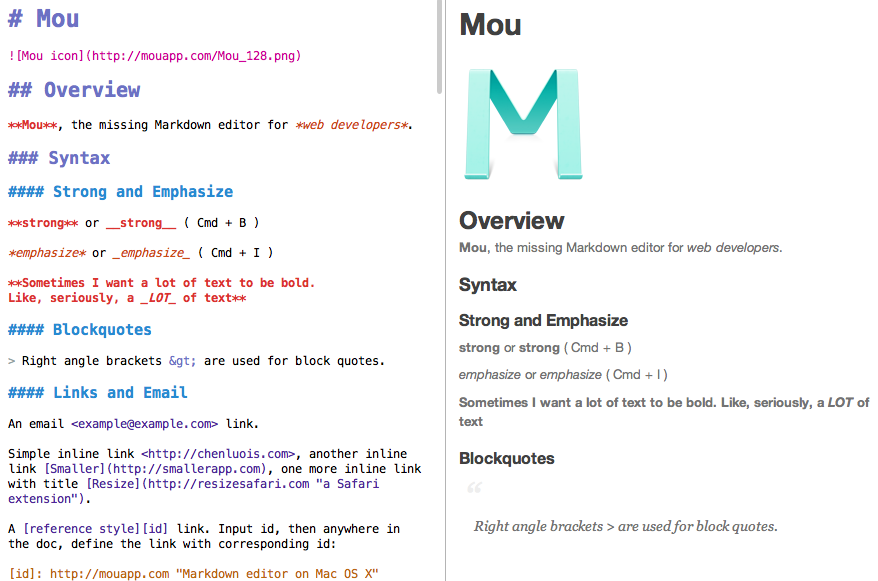 # Mou
![Mou icon](http://mouapp.com/Mou_128.png)
## Overview
**Mou**, the missing Markdown editor for *web developers*.
### Syntax
#### Strong and Emphasize
**strong** or __strong__ ( Cmd + B )
*emphasize* or _emphasize_ ( Cmd + I )
**Sometimes I want a lot of text to be bold.
Like, seriously, a _LOT_ of text**
#### Blockquotes
> Right angle brackets &gt; are used for block quotes.
#### Links and Email
An email <example@example.com> link.
Simple inline link <http://chenluois.com>, another inline
link [Smaller](http://smallerapp.com), one more inline link
with title [Resize](http://resizesafari.com "a Safari
extension").
A [reference style][id] link. Input id, then anywhere in
the doc, define the link with corresponding id:
[id]: http://mouapp.com "Markdown editor on Mac OS X"
Mou
M
Overview
Mou, the missing Markdown editor for web developers.
Syntax
Strong and Emphasize
strong or strong ( Cmd + B )
emphasize or emphasize ( Cmd + I )
Sometimes I want a lot of text to be bold. Like, seriously, a LOT of
text
Blockquotes
“
Right angle brackets > are used for block quotes.